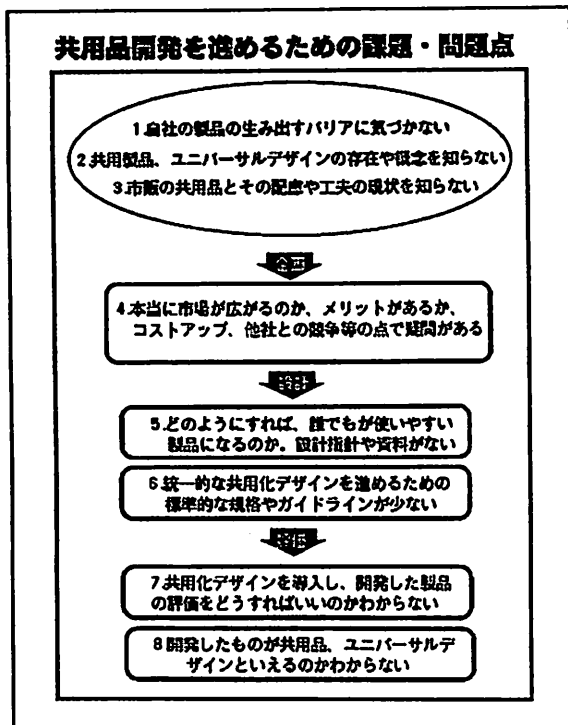 共用品開発を進めるための課題・問題点
1.自社の製品の生み出すバリアに気づかない
2.共用製品、ユニバーサルデザインの存在や概念を知らない
3.市販の共用品とその配慮や工夫の現状を知らない
企画
4.本当に市場が広がるのか、メリットがあるか、
コストアップ、他社との競争等の点で疑問がある
設計
5.どのようにすれば、誰でもが使いやすい
製品になるのか。設計指針や資料がない
6.統一的な共用化デザインを進めるための
標準的な規格やガイドラインが少ない
評価
7.共用化デザインを導入し、開発した製品
の評価をどうすればいいのかわからない
8.開発したものが共用品、ユニバーサルデ
ザインといえるのかわからない